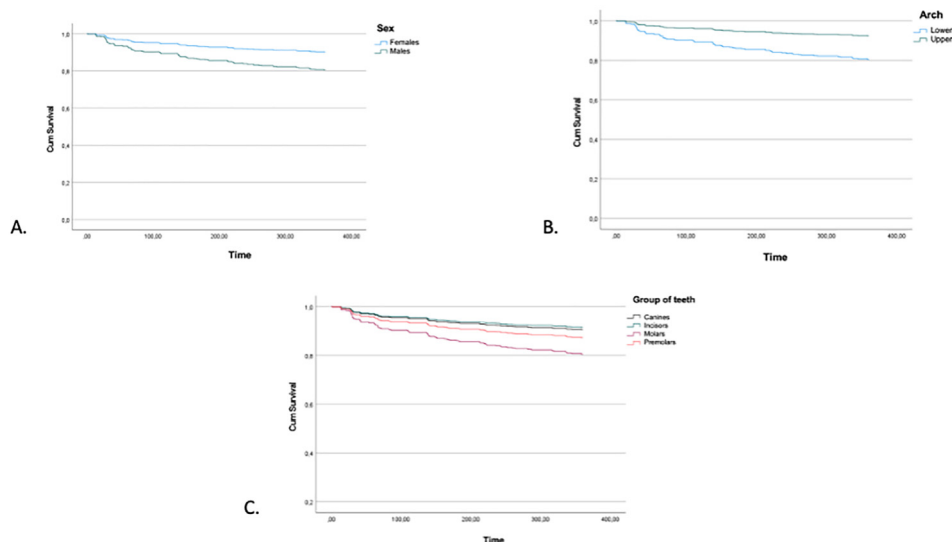 Sex
Females
Males
1,0
0,8
0,6
0,4
0,2
0,0
Cum Survival
,00 100,00 200,00 300,00 400,00
Time
A.
Arch
Lower
Upper
1,0
0,8
0,6
0,4
0,2
0,0
Cum Survival
,00 100,00 200,00 300,00 400,00
Time
B.
Group of teeth
Canines
Incisors
Molars
Premolars
1,0
0,8
0,6
0,4
0,2
Cum Survival
,00 100,00 200,00 300,00 400,00
Time
C.